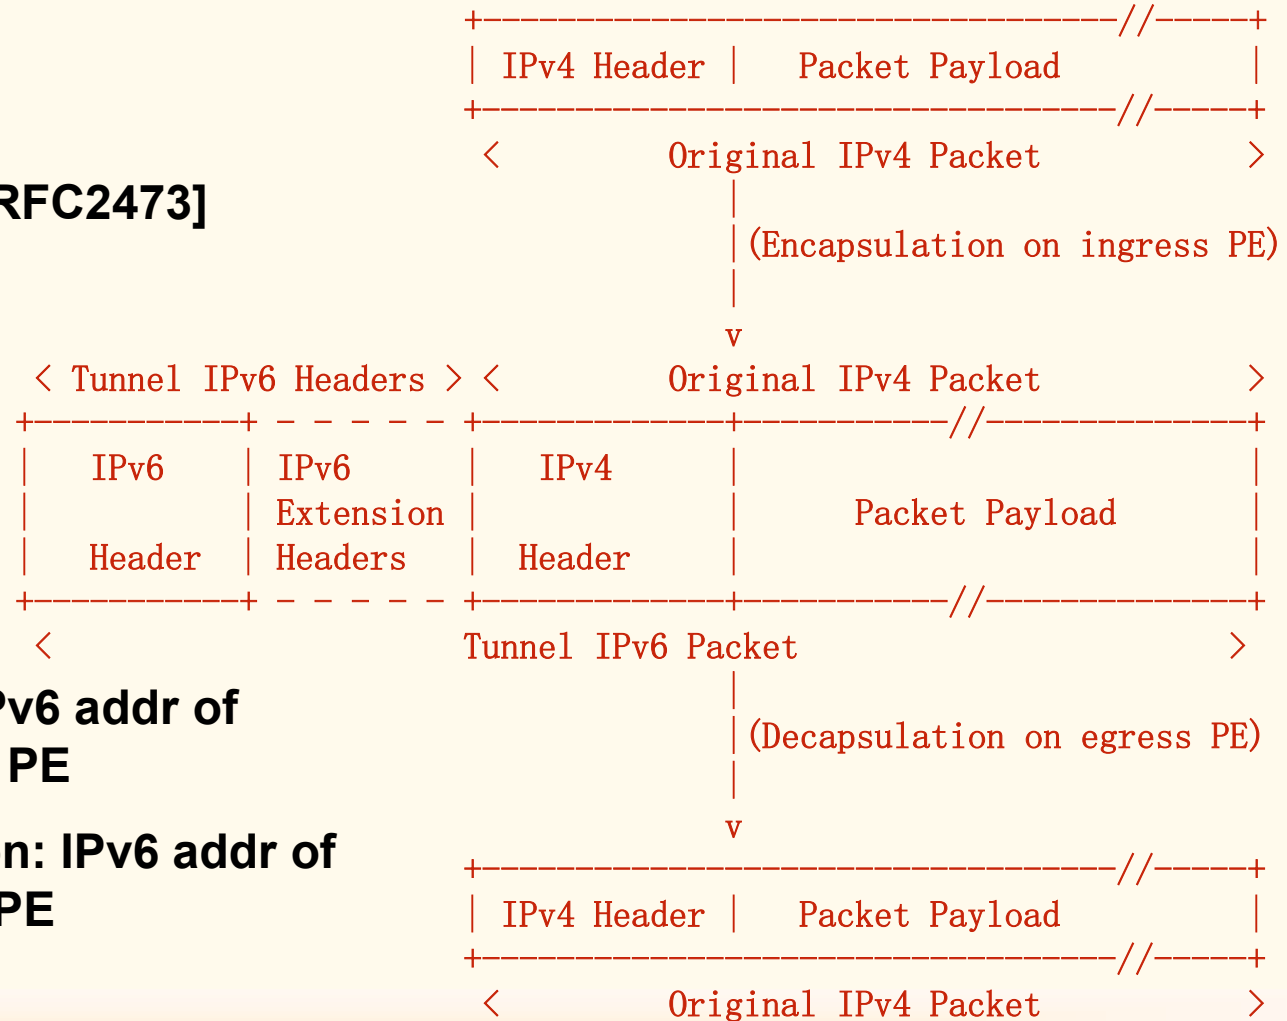 +----------------------------------//-----+
| IPv4 Header |   Packet Payload          |
+----------------------------------//-----+
<         Original IPv4 Packet           >
RFC2473]
|
|(Encapsulation on ingress PE)
|
v
< Tunnel IPv6 Headers > <         Original IPv4 Packet           >
+-----------+ - - - - - +-------------+-----------//--------------+
|   IPv6    | IPv6      |   IPv4      |                           |
|           | Extension |             |      Packet Payload       |
|   Header  | Headers   |  Header     |                           |
+-----------+ - - - - - +-------------+-----------//--------------+
<                      Tunnel IPv6 Packet                       >
Pv6 addr of
|
|(Decapsulation on egress PE)
PE
|
v
n: IPv6 addr of
+----------------------------------//-----+
PE
| IPv4 Header |   Packet Payload          |
+----------------------------------//-----+
<         Original IPv4 Packet           >